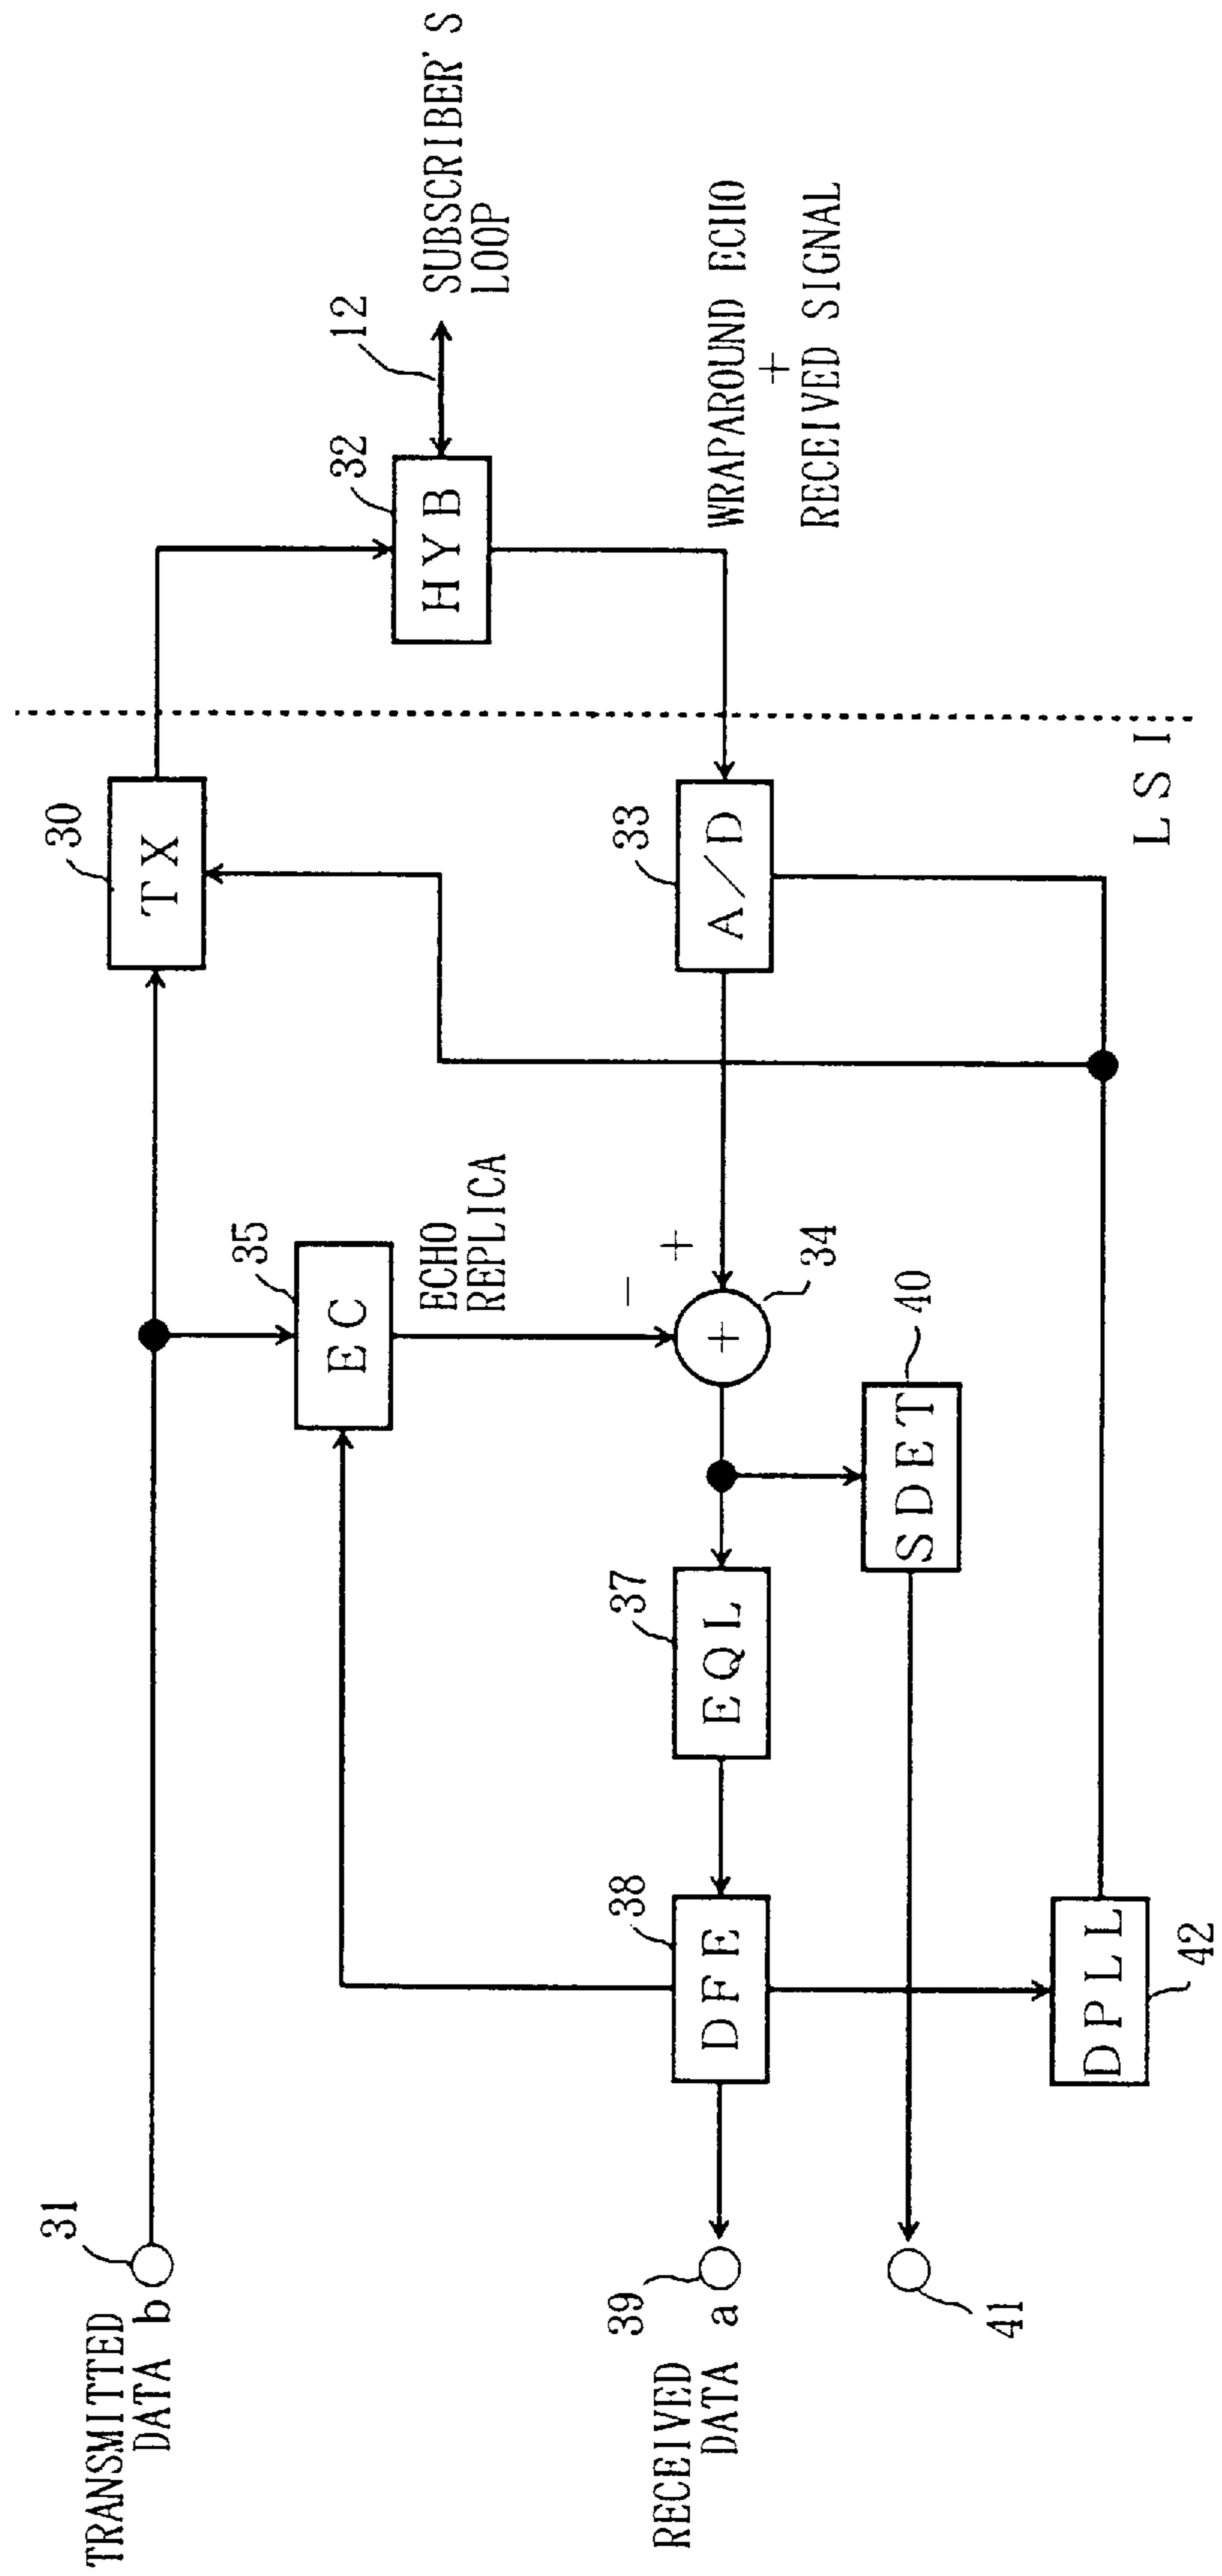 TRANSMITTED
DATA b
31
30
TX
35
EC
ECHO
REPLICA
32
HYB
12
SUBSCRIBER'S
LOOP
WRAPAROUND ECHO
+
RECEIVED SIGNAL
RECEIVED
DATA a
39
38
DFE
37
EQL
-
+
+
34
33
A/D
40
SDET
41
DPLL
42
LSI